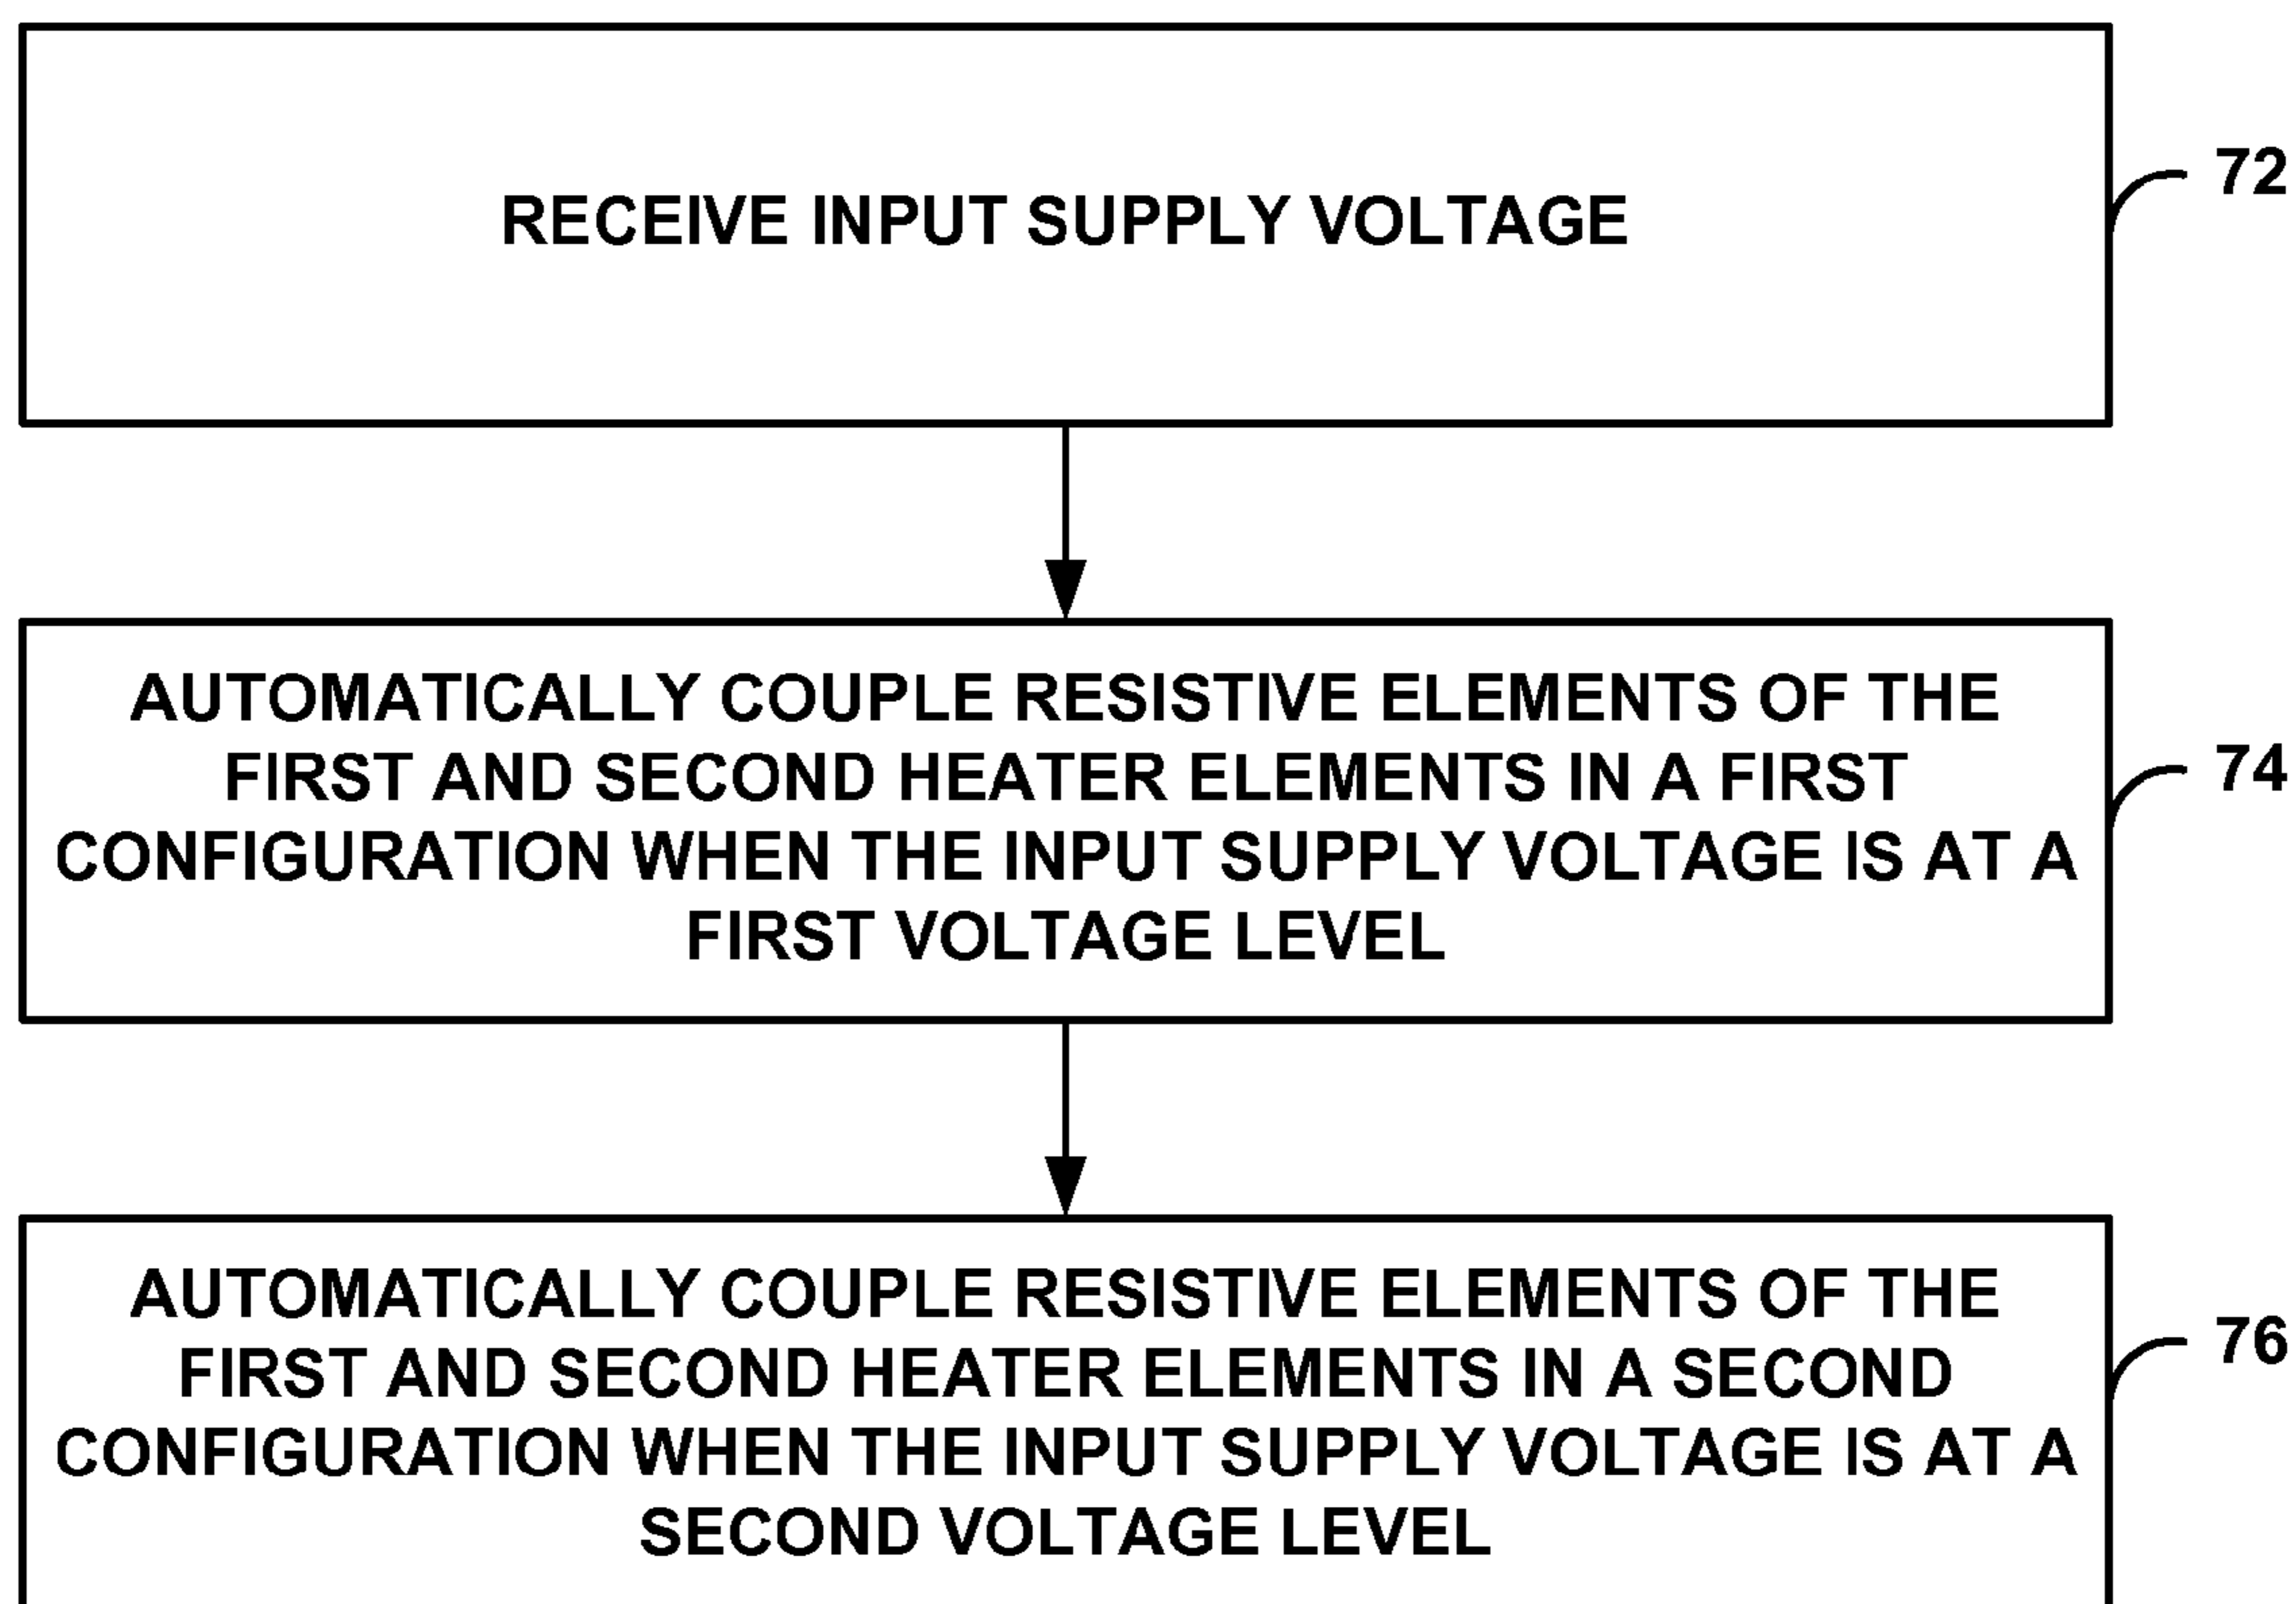 RECEIVE INPUT SUPPLY VOLTAGE
72
AUTOMATICALLY COUPLE RESISTIVE ELEMENTS OF THE
FIRST AND SECOND HEATER ELEMENTS IN A FIRST
CONFIGURATION WHEN THE INPUT SUPPLY VOLTAGE IS AT A
FIRST VOLTAGE LEVEL
74
AUTOMATICALLY COUPLE RESISTIVE ELEMENTS OF THE
FIRST AND SECOND HEATER ELEMENTS IN A SECOND
CONFIGURATION WHEN THE INPUT SUPPLY VOLTAGE IS AT A
SECOND VOLTAGE LEVEL
76